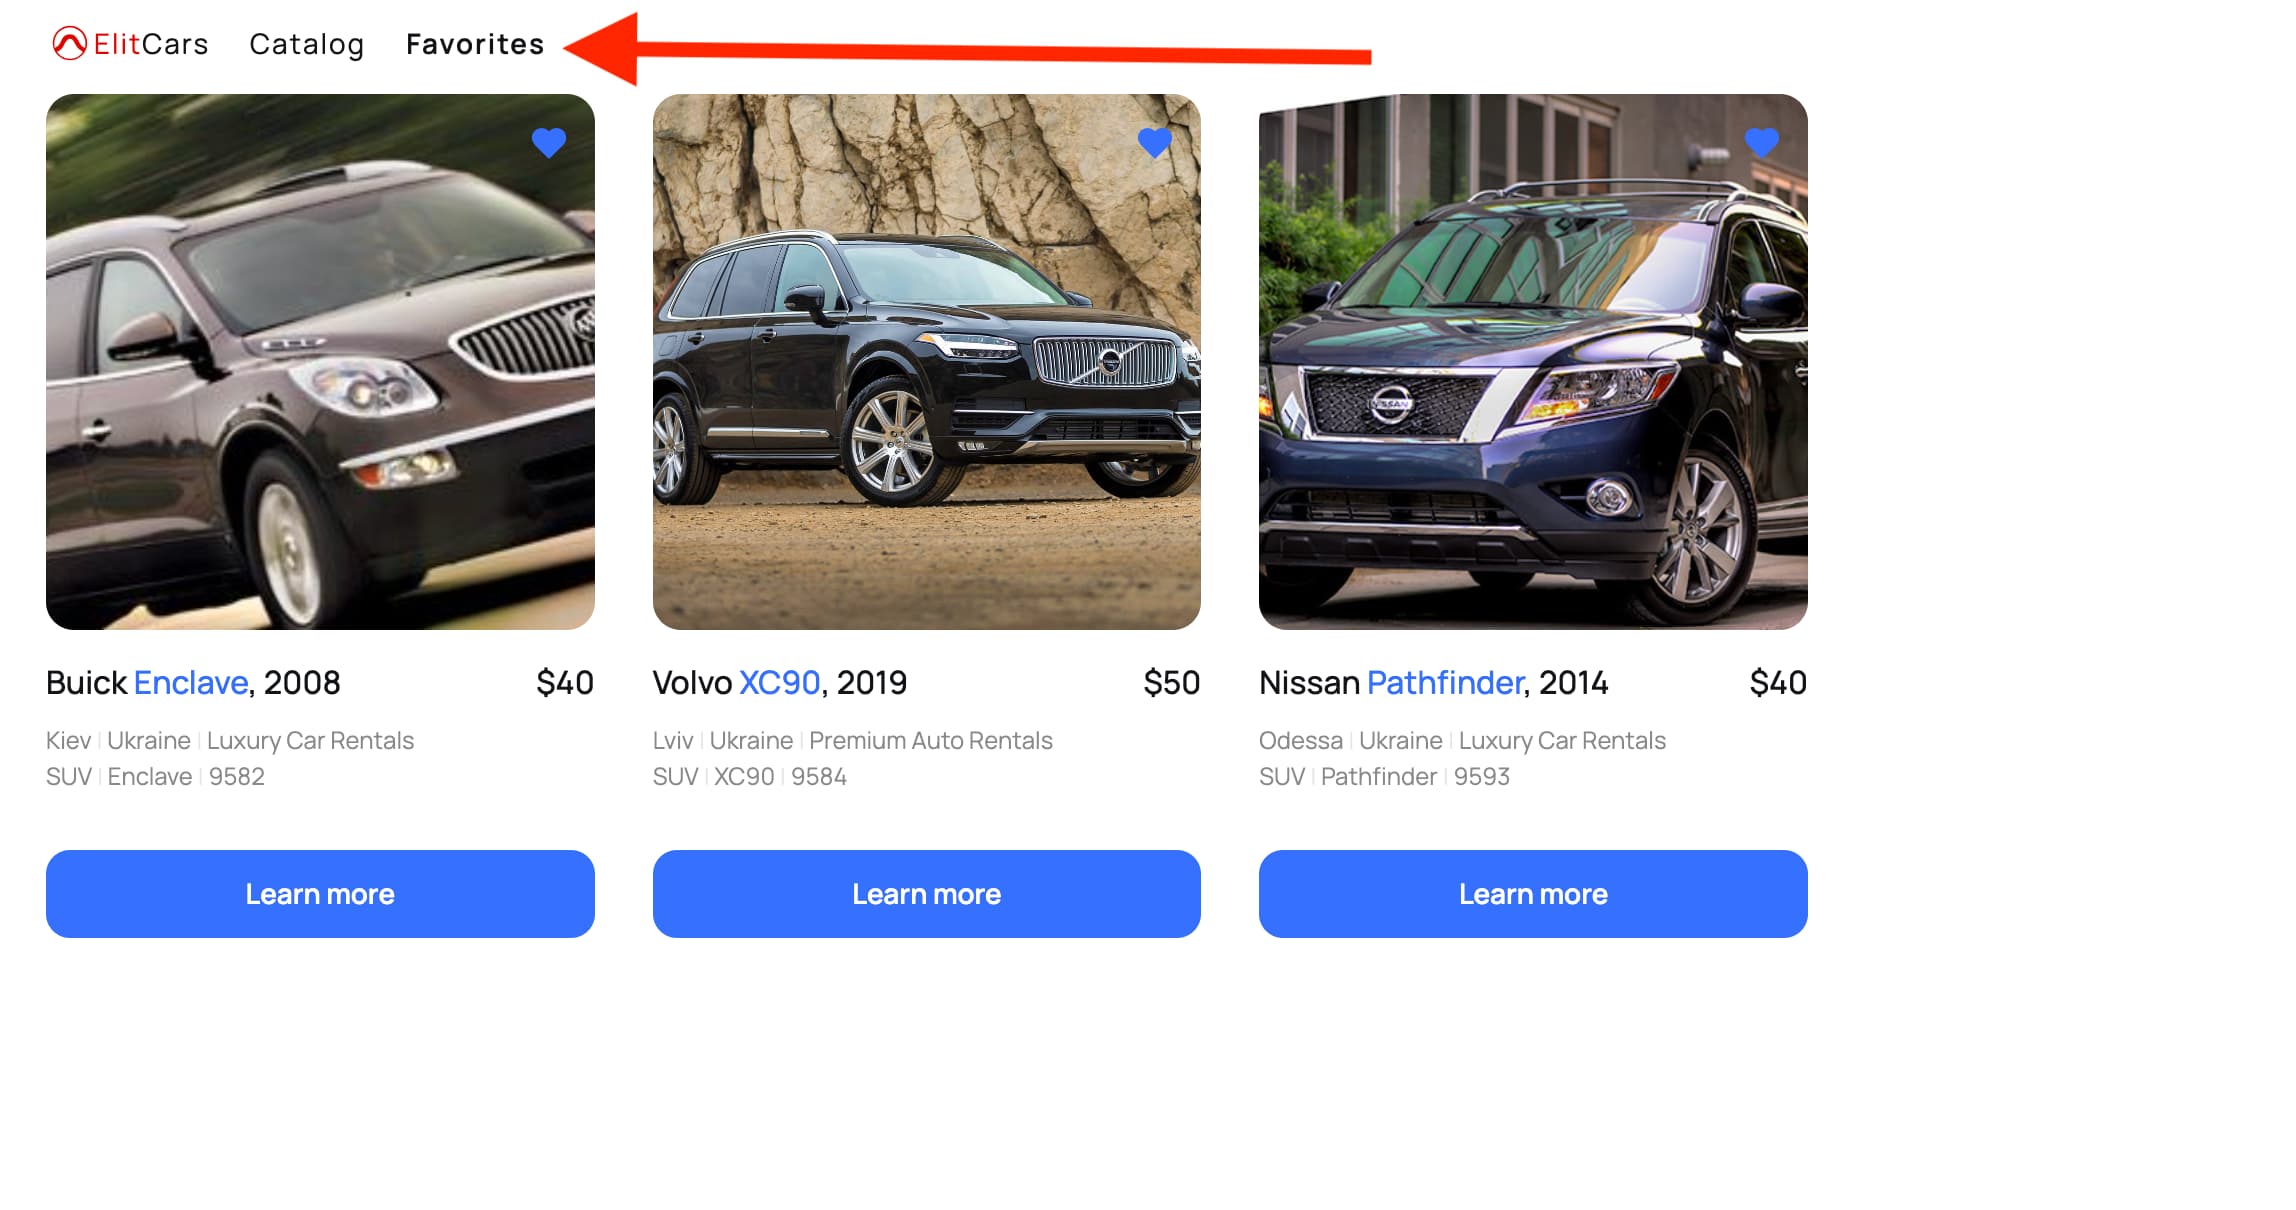 ElitCars Catalog Favorites
Buick Enclave, 2008 $40
Kiev | Ukraine | Luxury Car Rentals
SUV | Enclave | 9582
Learn more
Volvo XC90, 2019 $50
Lviv | Ukraine | Premium Auto Rentals
SUV | XC90 | 9584
Learn more
NISSAN
Nissan Pathfinder, 2014 $40
Odessa | Ukraine | Luxury Car Rentals
SUV | Pathfinder | 9593
Learn more